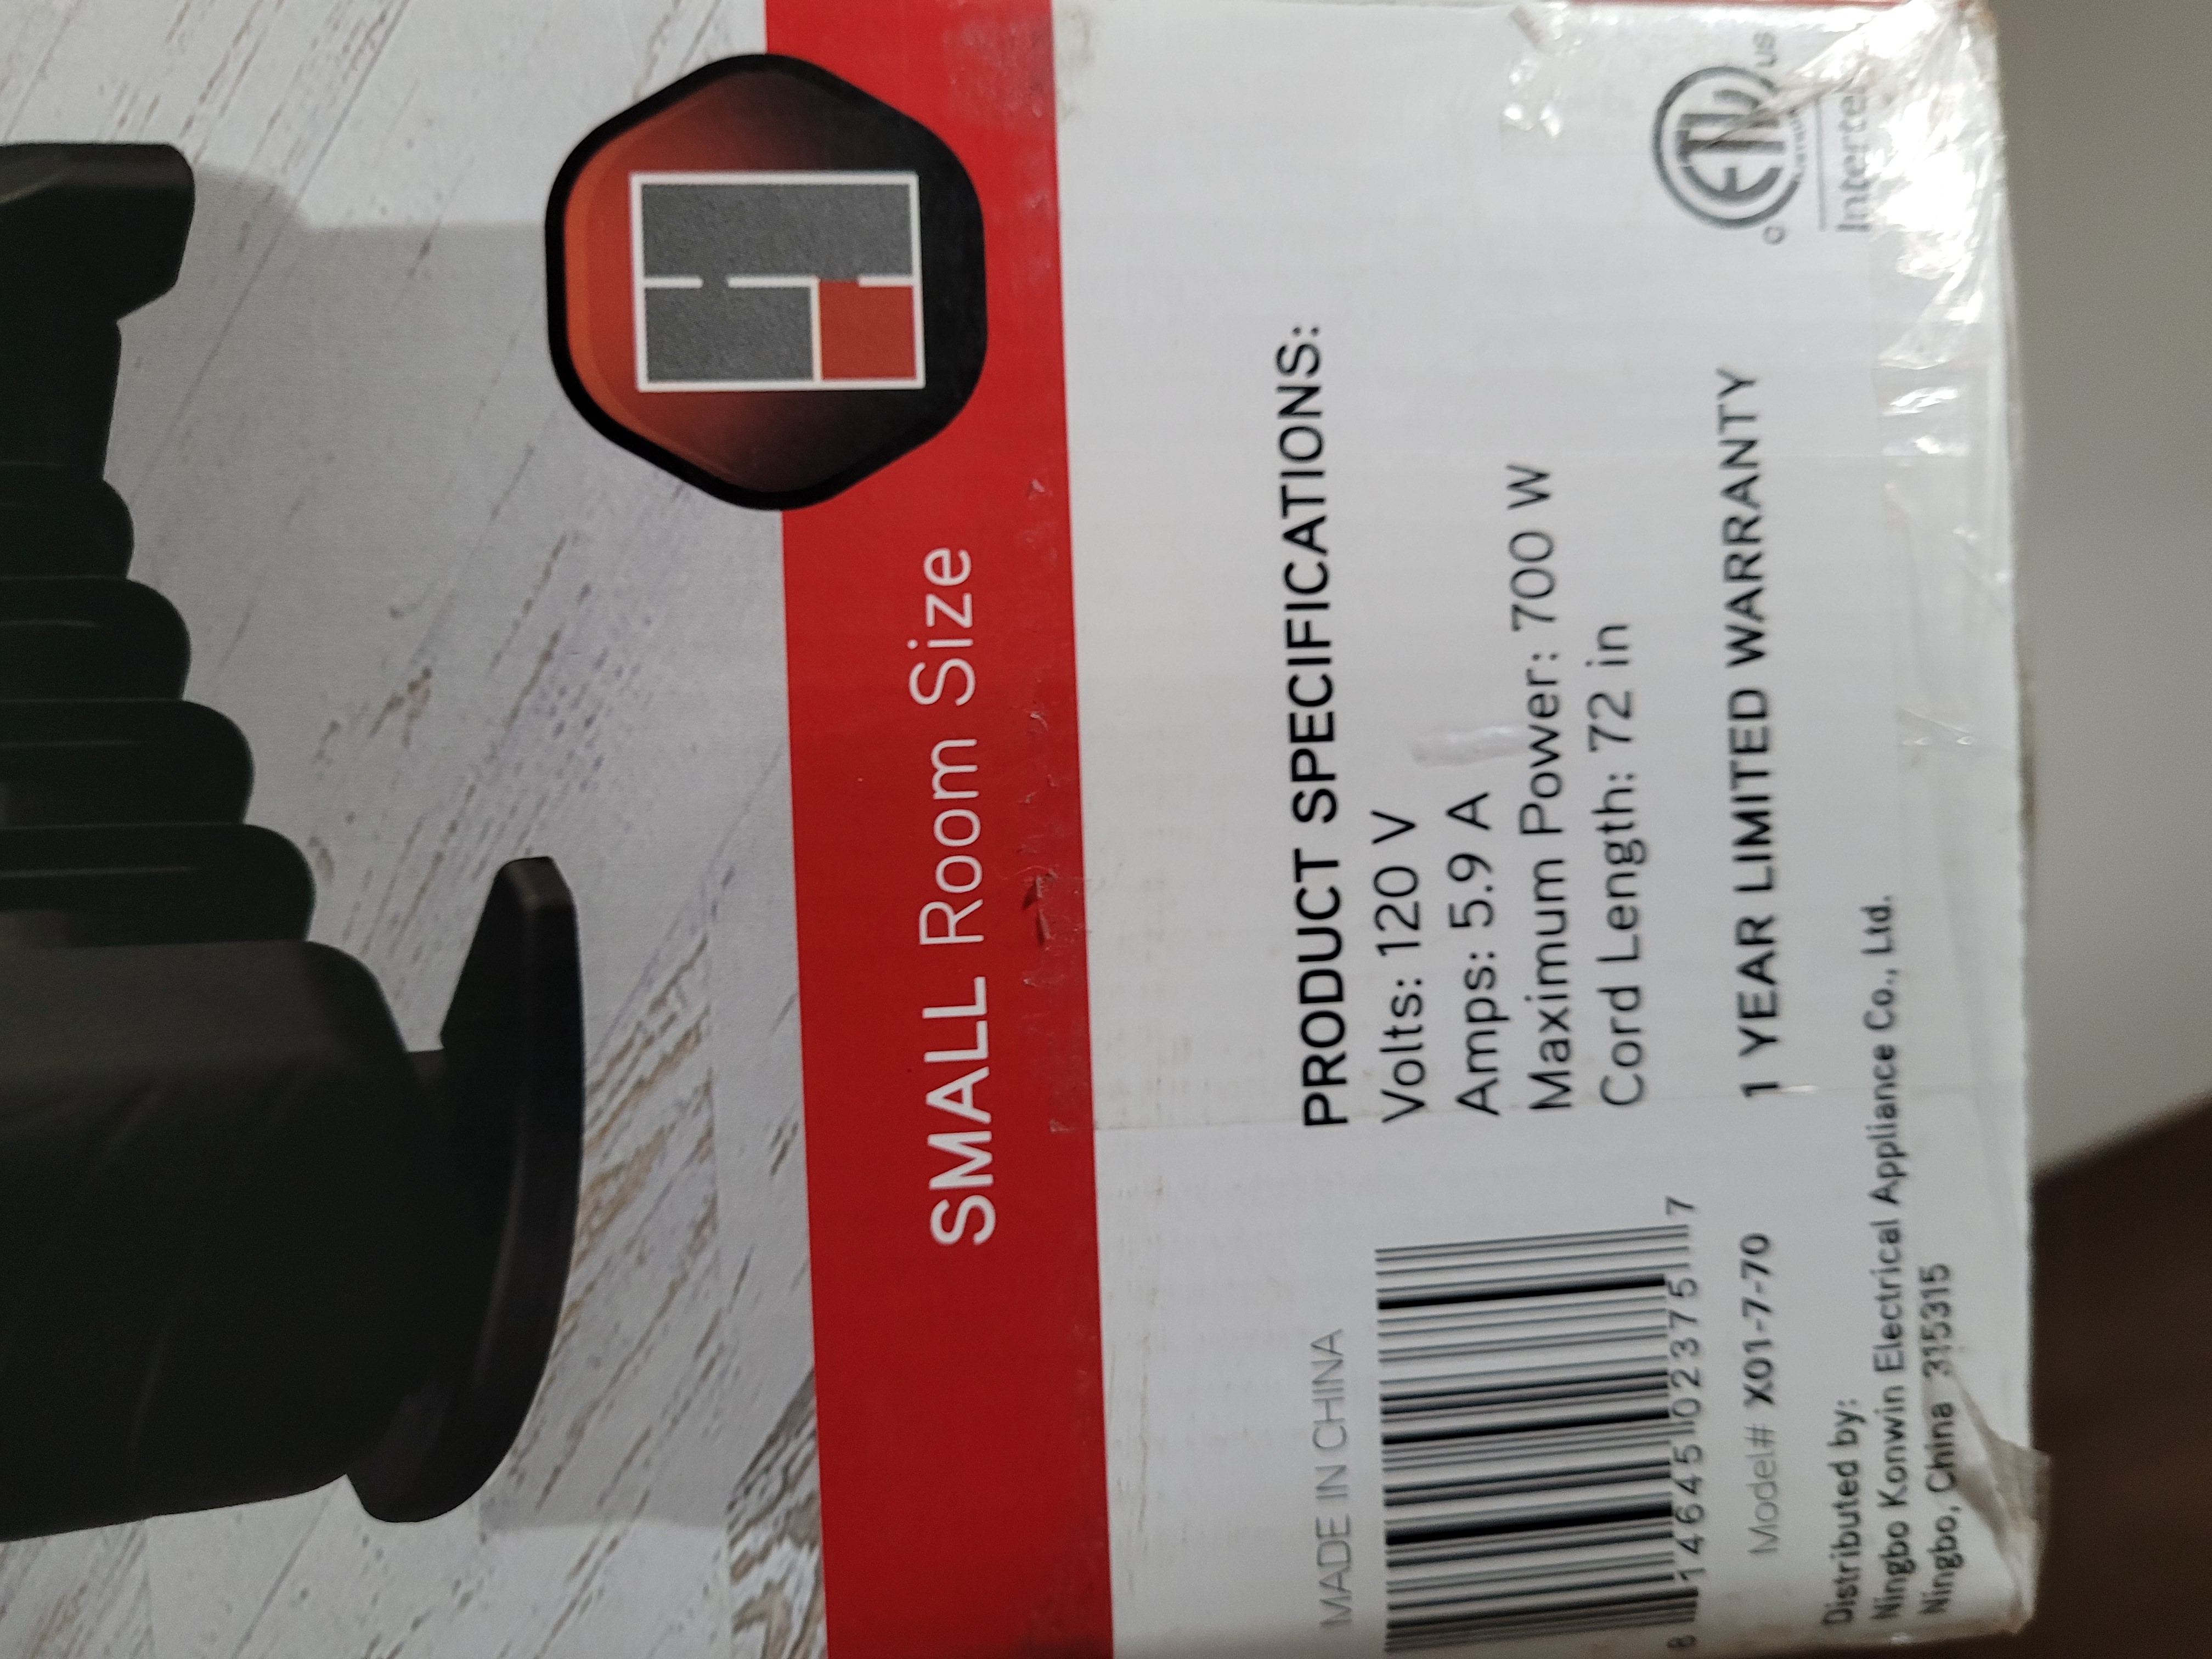 SMALL Room Size
MADE IN CHINA
8 14645 02375 7
Model# X01-7-70
PRODUCT SPECIFICATIONS:
Volts: 120 V
Amps: 5.9 A
Maximum Power: 700 W
Cord Length: 72 in
1 YEAR LIMITED WARRANTY
Distributed by:
Ningbo Konwin Electrical Appliance Co., Ltd.
Ningbo, China 315315
C ETL US
Intertek